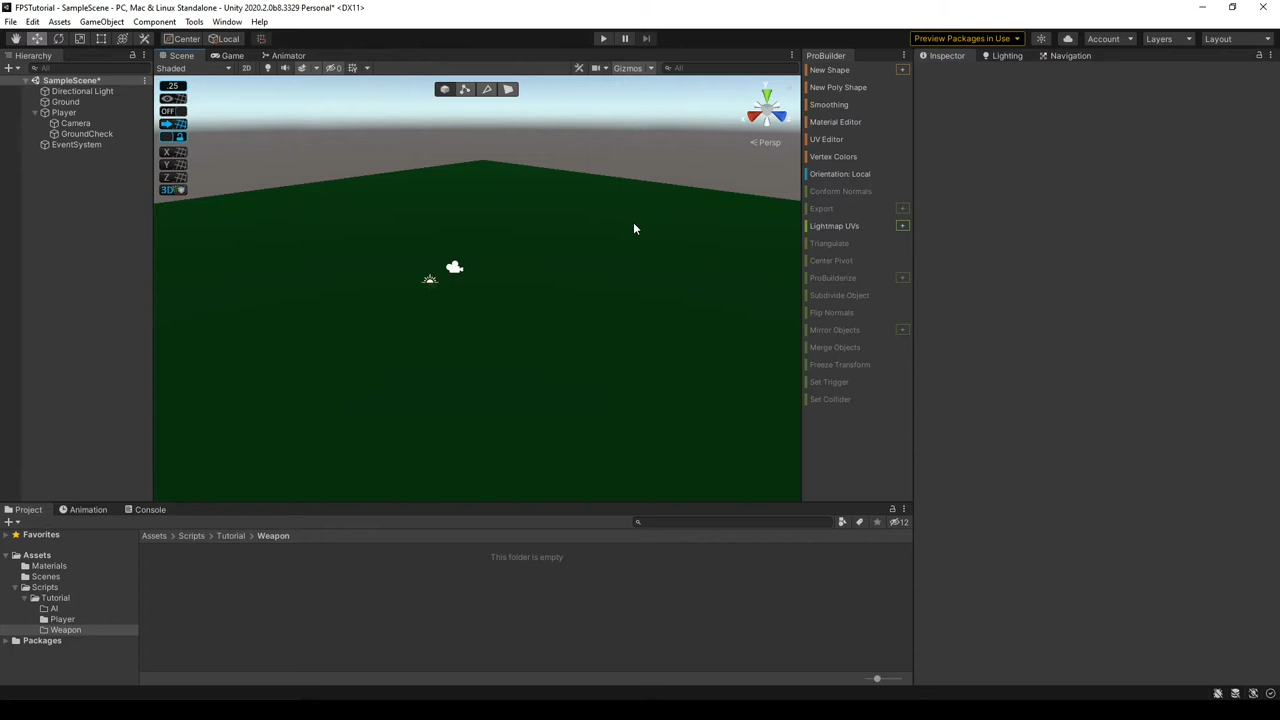 FPSTutorial - SampleScene - PC, Mac & Linux Standalone - Unity 2020.2.0b8.3329 Personal* <DX11>
File Edit Assets GameObject Component Tools Window Help
Center Local
Preview Packages in Use
Account
Layers
Layout
Hierarchy
All
SampleScene*
Directional Light
Ground
Player
Camera
GroundCheck
EventSystem
Scene Game Animator
Shaded 2D 0 Gizmos All
.25
OFF
X
Y
Z
3D
Persp
ProBuilder
New Shape
New Poly Shape
Smoothing
Material Editor
UV Editor
Vertex Colors
Orientation: Local
Conform Normals
Export
Lightmap UVs
Triangulate
Center Pivot
ProBuilderize
Subdivide Object
Flip Normals
Mirror Objects
Merge Objects
Freeze Transform
Set Trigger
Set Collider
Inspector Lighting Navigation
Project Animation Console
12
Favorites
Assets
Materials
Scenes
Scripts
Tutorial
AI
Player
Weapon
Packages
Assets > Scripts > Tutorial > Weapon
This folder is empty